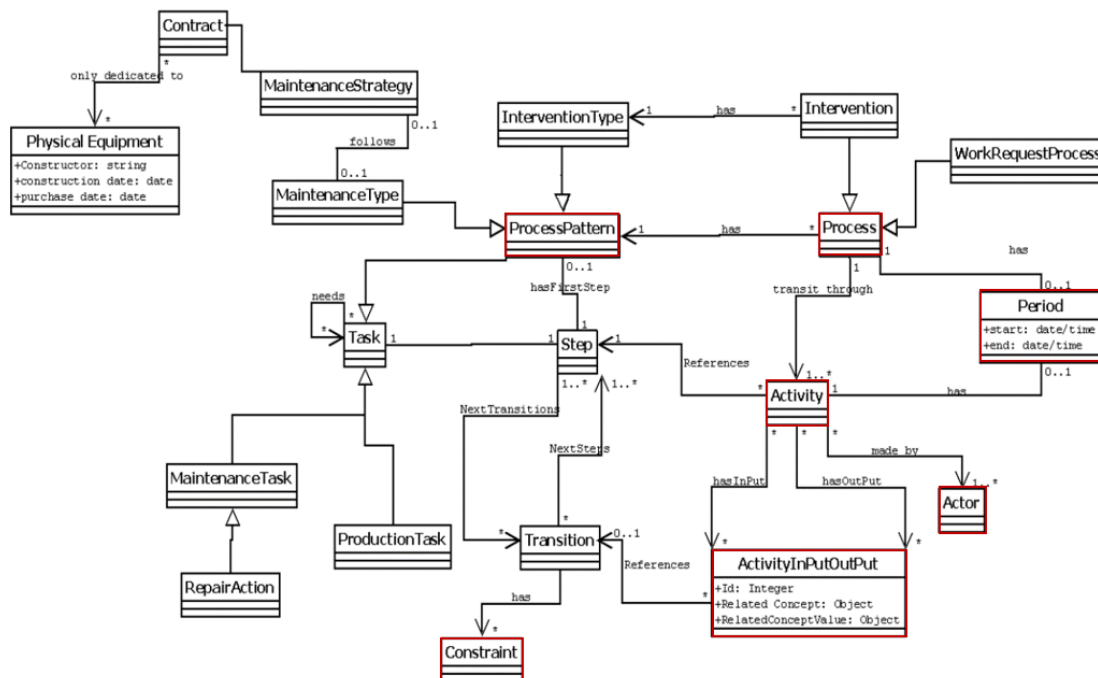 Contract
*
only dedicated to
*
MaintenanceStrategy
0..1
follows
0..1
MaintenanceType
Physical Equipment
+Constructor: string
+construction date: date
+purchase date: date
InterventionType
1
has
*
Intervention
WorkRequestProcess
ProcessPattern
1
has
*
Process
0..1
hasFirstStep
1
1
transit through
1..*
1
has
0..1
Period
+start: date/time
+end: date/time
0..1
has
1
needs
*
*
Task
1
1
Step
1
References
*
Activity
1..*
1..*
NextTransitions
*
NextSteps
*
Transition
0..1
References
*
*
hasInPut
*
*
hasOutPut
*
*
made by
1..*
Actor
MaintenanceTask
ProductionTask
RepairAction
has
*
Constraint
ActivityInPutOutPut
+Id: Integer
+Related Concept: Object
+RelatedConceptValue: Object